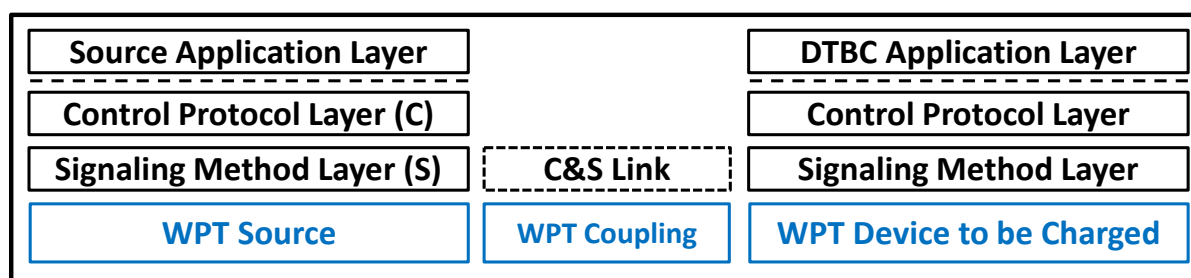 Source Application Layer
DTBC Application Layer
Control Protocol Layer (C)
Control Protocol Layer
Signaling Method Layer (S)
C&S Link
Signaling Method Layer
WPT Source
WPT Coupling
WPT Device to be Charged